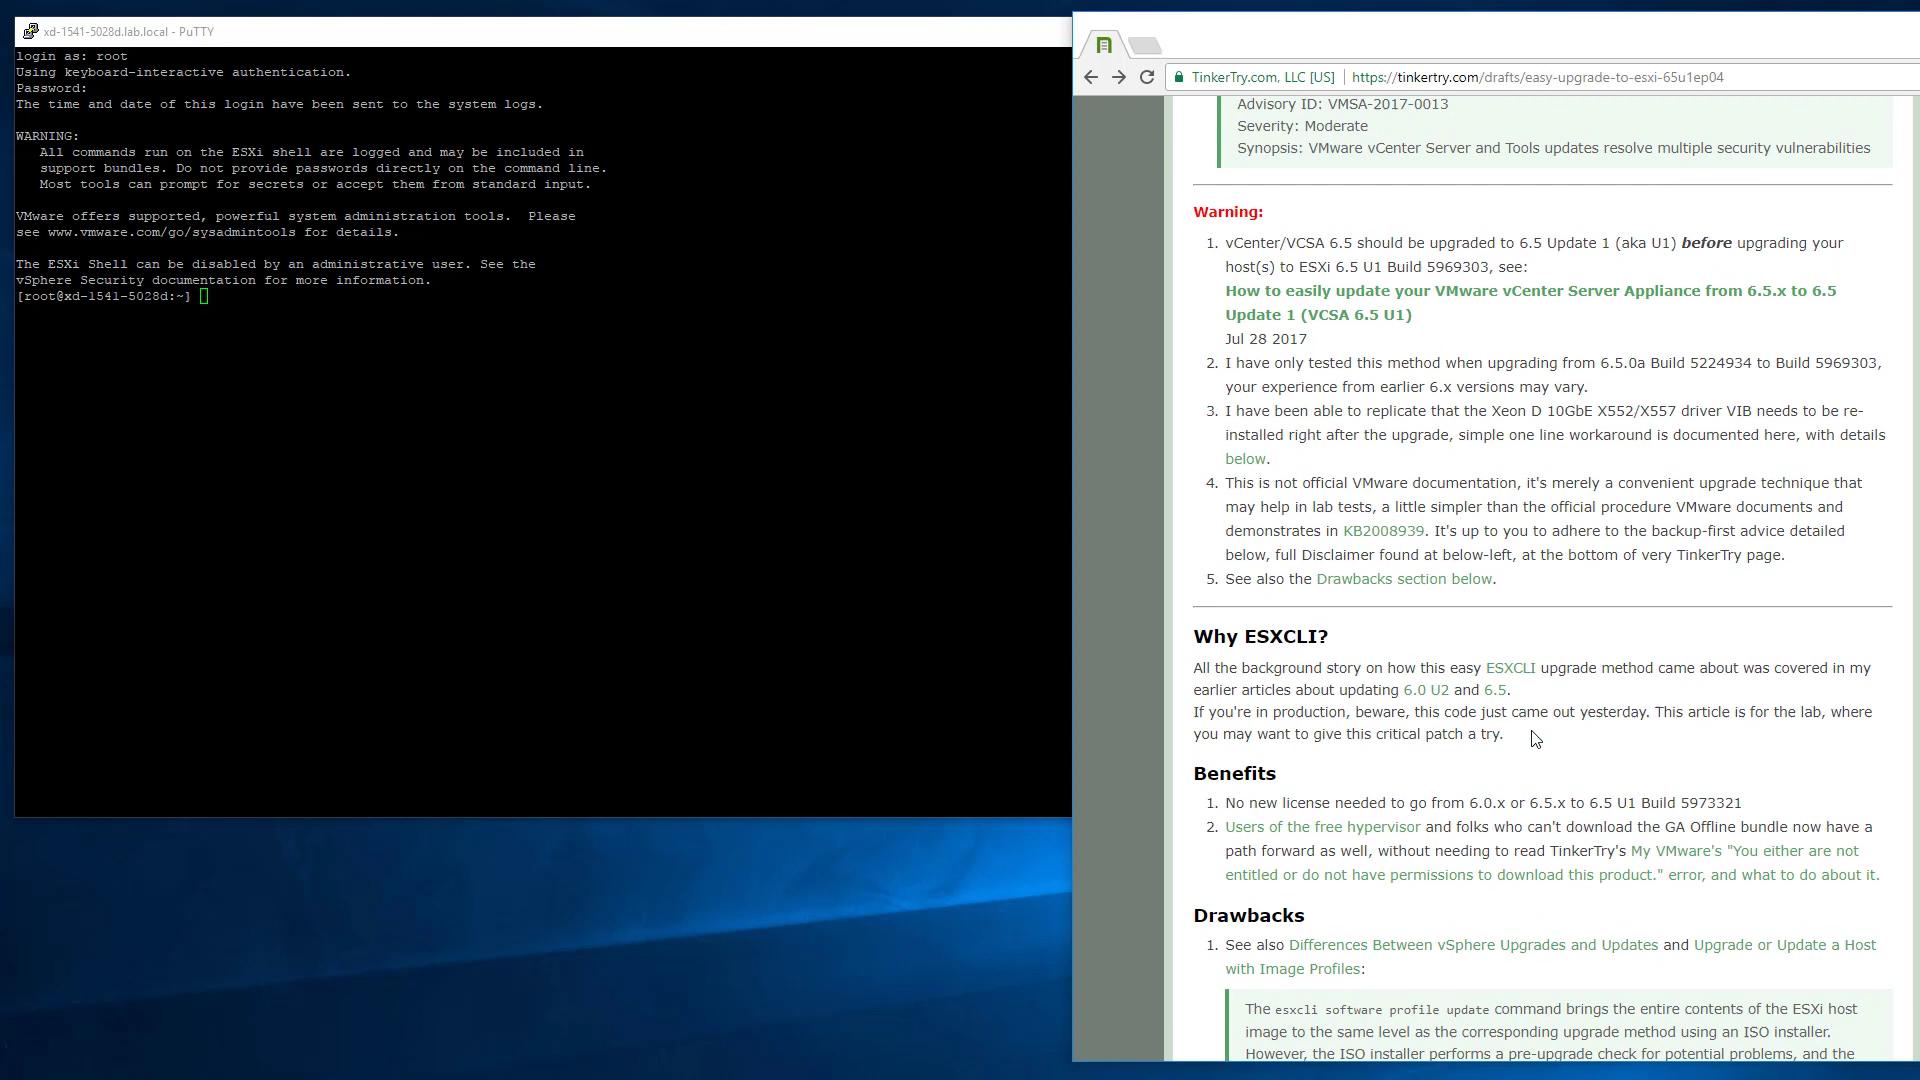 xd-1541-5028d.lab.local - PuTTY
login as: root
Using keyboard-interactive authentication.
Password:
The time and date of this login have been sent to the system logs.
WARNING:
All commands run on the ESXi shell are logged and may be included in
support bundles. Do not provide passwords directly on the command line.
Most tools can prompt for secrets or accept them from standard input.
VMware offers supported, powerful system administration tools.  Please
see www.vmware.com/go/sysadmintools for details.
The ESXi Shell can be disabled by an administrative user. See the
vSphere Security documentation for more information.
[root@xd-1541-5028d:~]
TinkerTry.com, LLC [US] https://tinkertry.com/drafts/easy-upgrade-to-esxi-65u1ep04
Advisory ID: VMSA-2017-0013
Severity: Moderate
Synopsis: VMware vCenter Server and Tools updates resolve multiple security vulnerabilities
Warning:
1. vCenter/VCSA 6.5 should be upgraded to 6.5 Update 1 (aka U1) before upgrading your
host(s) to ESXi 6.5 U1 Build 5969303, see:
How to easily update your VMware vCenter Server Appliance from 6.5.x to 6.5
Update 1 (VCSA 6.5 U1)
Jul 28 2017
2. I have only tested this method when upgrading from 6.5.0a Build 5224934 to Build 5969303,
your experience from earlier 6.x versions may vary.
3. I have been able to replicate that the Xeon D 10GbE X552/X557 driver VIB needs to be re-
installed right after the upgrade, simple one line workaround is documented here, with details
below.
4. This is not official VMware documentation, it's merely a convenient upgrade technique that
may help in lab tests, a little simpler than the official procedure VMware documents and
demonstrates in KB2008939. It's up to you to adhere to the backup-first advice detailed
below, full Disclaimer found at below-left, at the bottom of very TinkerTry page.
5. See also the Drawbacks section below.
Why ESXCLI?
All the background story on how this easy ESXCLI upgrade method came about was covered in my
earlier articles about updating 6.0 U2 and 6.5.
If you're in production, beware, this code just came out yesterday. This article is for the lab, where
you may want to give this critical patch a try.
Benefits
1. No new license needed to go from 6.0.x or 6.5.x to 6.5 U1 Build 5973321
2. Users of the free hypervisor and folks who can't download the GA Offline bundle now have a
path forward as well, without needing to read TinkerTry's My VMware's "You either are not
entitled or do not have permissions to download this product." error, and what to do about it.
Drawbacks
1. See also Differences Between vSphere Upgrades and Updates and Upgrade or Update a Host
with Image Profiles:
The esxcli software profile update command brings the entire contents of the ESXi host
image to the same level as the corresponding upgrade method using an ISO installer.
However, the ISO installer performs a pre-upgrade check for potential problems, and the